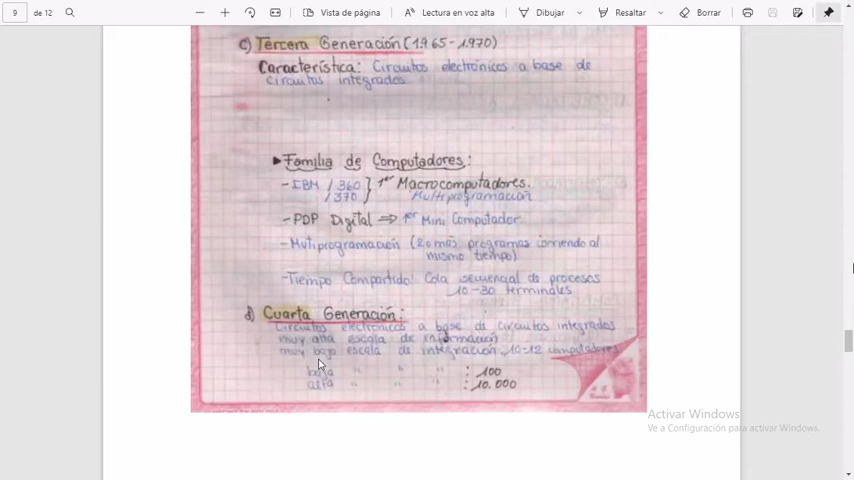 9 de 12 Vista de página Lectura en voz alta Dibujar Resaltar Borrar
c) Tercera Generación (1.965-1.970)
Característica: Circuitos electrónicos a base de
circuitos integrados
►Familia de Computadores:
-IBM /360 } 1er Macrocomputadores.
/370 Multiprogramación
-PDP Digital ⇒ 1er Mini Computador
-Mutiprogramación (2 o más programas corriendo al
mismo tiempo)
-Tiempo Compartido: Cola secuencial de procesos
10-30 terminales
d) Cuarta Generación:
Circuitos electrónicos a base de circuitos integrados
muy alta escala de información
muy baja escala de integración, 10-12 computadores
baja " " " : 100
alta " " " : 10.000
Activar Windows
Ve a Configuración para activar Windows.